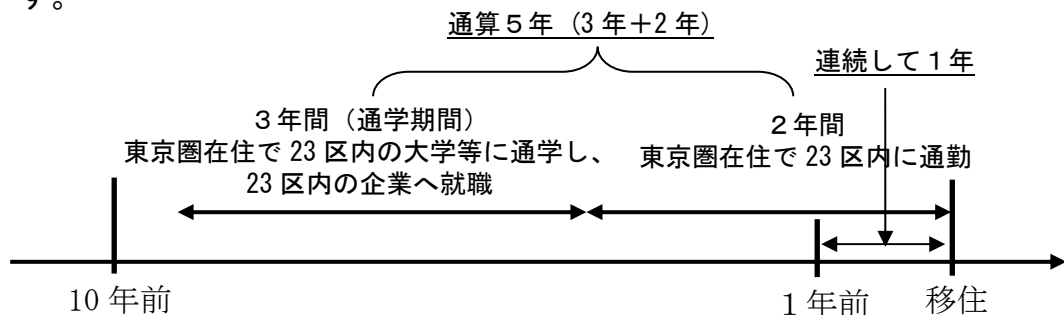 す。
通算５年（3 年＋2 年）
連続して１年
３年間（通学期間）
東京圏在住で 23 区内の大学等に通学し、
23 区内の企業へ就職
２年間
東京圏在住で 23 区内に通勤
10 年前
１年前
移住